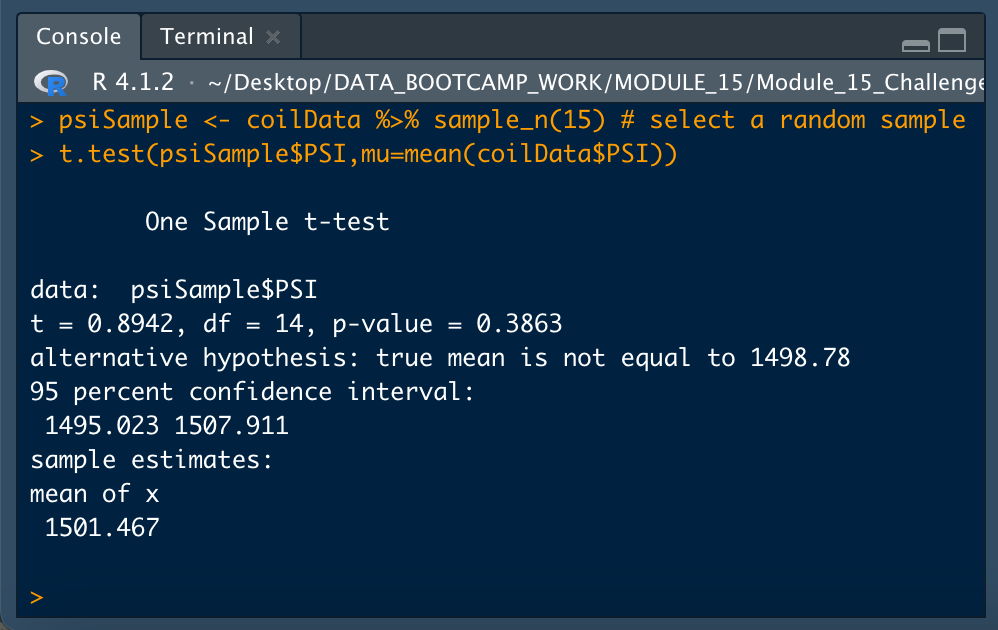 Console Terminal
R 4.1.2 · ~/Desktop/DATA_BOOTCAMP_WORK/MODULE_15/Module_15_Challenge
> psiSample <- coilData %>% sample_n(15) # select a random sample
> t.test(psiSample$PSI,mu=mean(coilData$PSI))
One Sample t-test
data:  psiSample$PSI
t = 0.8942, df = 14, p-value = 0.3863
alternative hypothesis: true mean is not equal to 1498.78
95 percent confidence interval:
1495.023 1507.911
sample estimates:
mean of x
1501.467
>